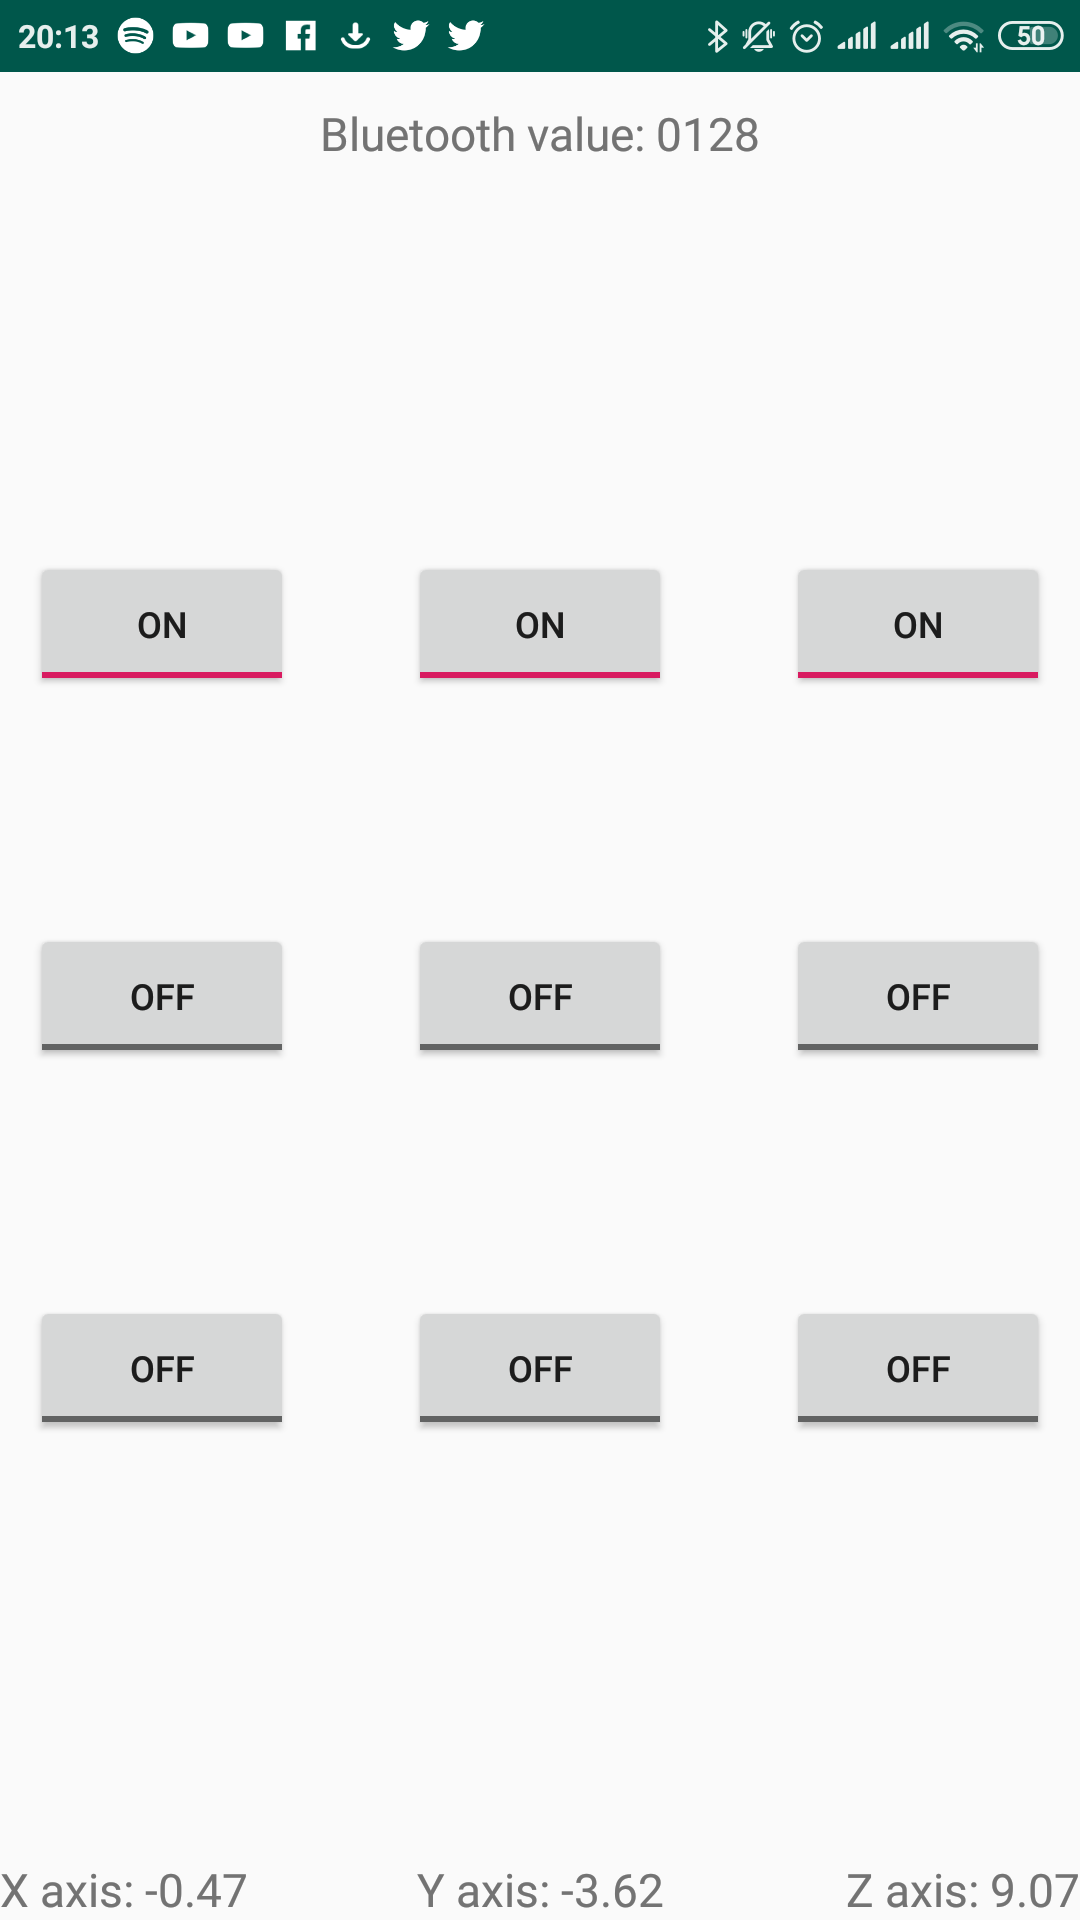 20:13 50
Bluetooth value: 0128
ON ON ON
OFF OFF OFF
OFF OFF OFF
X axis: -0.47 Y axis: -3.62 Z axis: 9.07